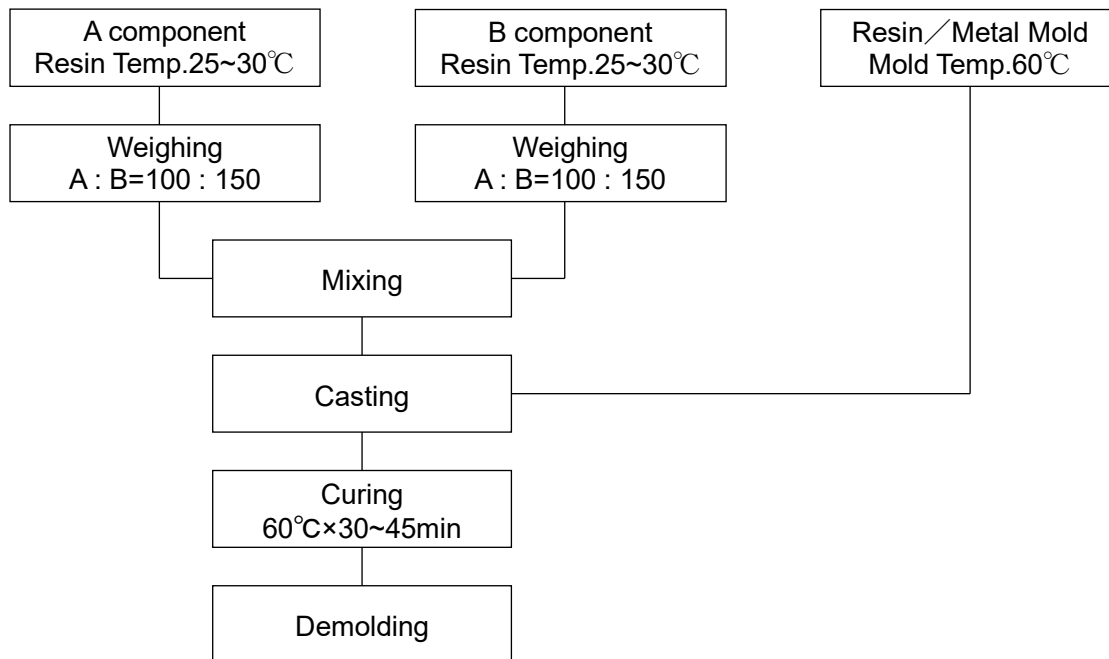 A component
Resin Temp.25~30℃
B component
Resin Temp.25~30℃
Resin／Metal Mold
Mold Temp.60℃
Weighing
A : B=100 : 150
Weighing
A : B=100 : 150
Mixing
Casting
Curing
60℃×30~45min
Demolding